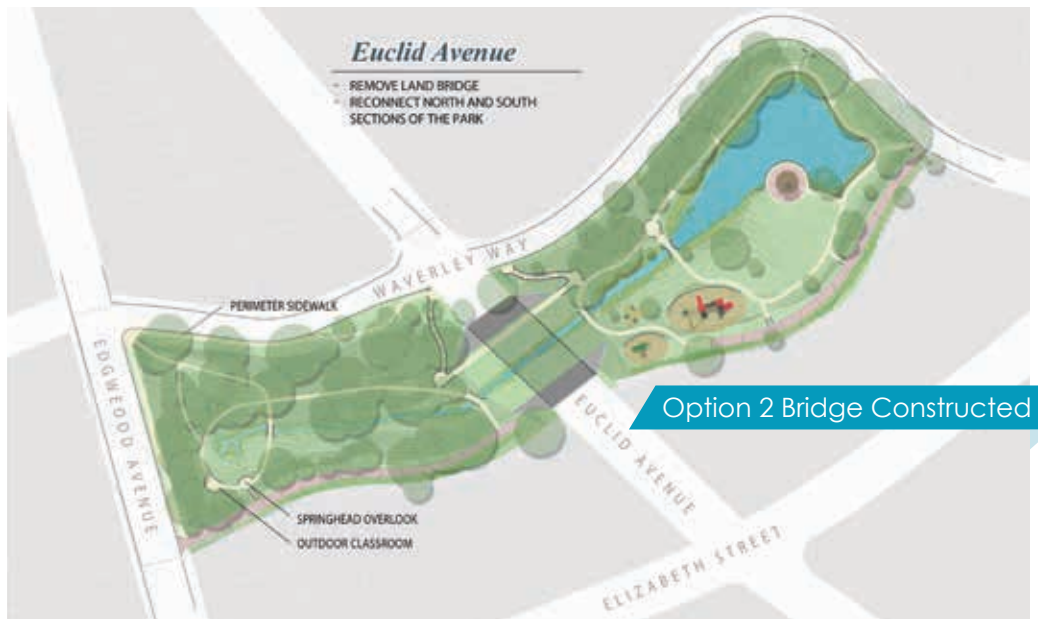 Euclid Avenue
- REMOVE LAND BRIDGE
- RECONNECT NORTH AND SOUTH
SECTIONS OF THE PARK
WAVERLEY WAY
PERIMETER SIDEWALK
EDGWEOOD AVENUE
Option 2 Bridge Constructed
EUCLID AVENUE
SPRINGHEAD OVERLOOK
OUTDOOR CLASSROOM
ELIZABETH STREET